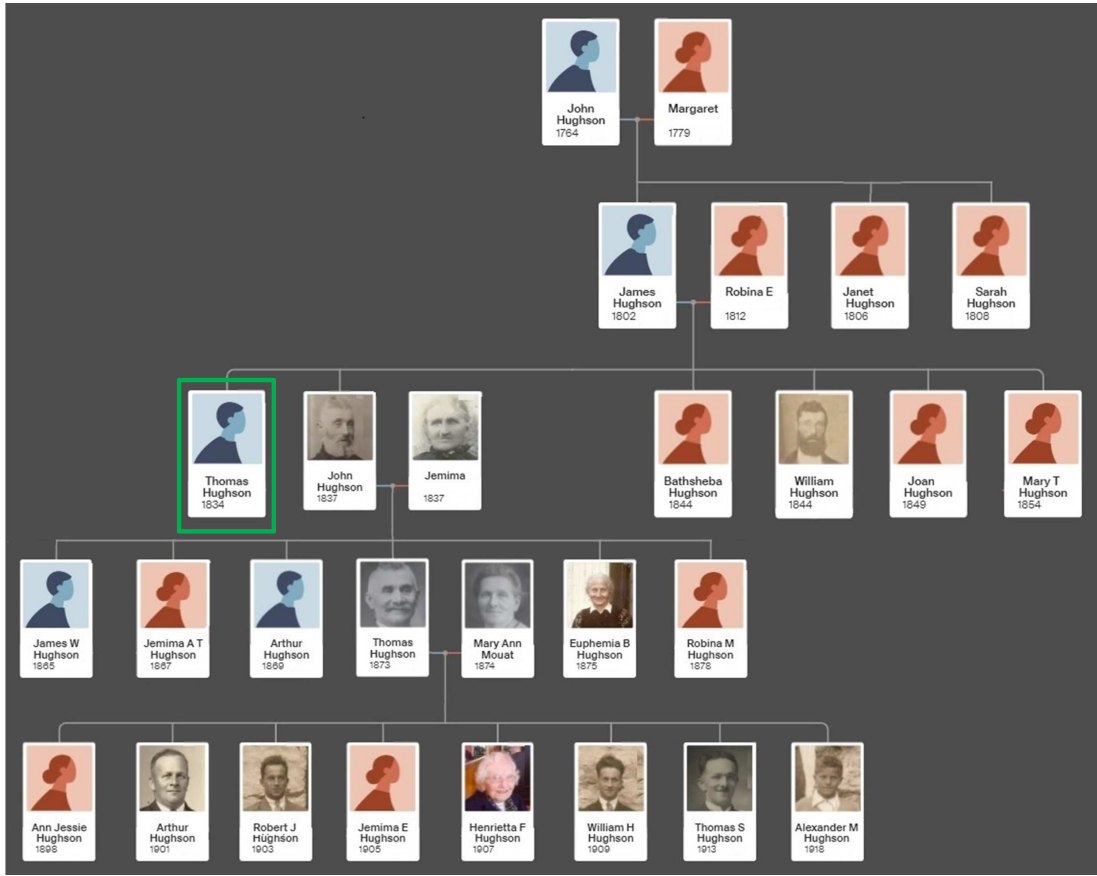 John
Hughson
1764
Margaret
1779
James
Hughson
1802
Robina E
1812
Janet
Hughson
1806
Sarah
Hughson
1808
Thomas
Hughson
1834
John
Hughson
1837
Jemima
1837
Bathsheba
Hughson
1844
William
Hughson
1844
Joan
Hughson
1849
Mary T
Hughson
1854
James W
Hughson
1865
Jemima A T
Hughson
1867
Arthur
Hughson
1869
Thomas
Hughson
1873
Mary Ann
Mouat
1874
Euphemia B
Hughson
1875
Robina M
Hughson
1878
Ann Jessie
Hughson
1898
Arthur
Hughson
1901
Robert J
Hughson
1903
Jemima E
Hughson
1905
Henrietta F
Hughson
1907
William H
Hughson
1909
Thomas S
Hughson
1913
Alexander M
Hughson
1918